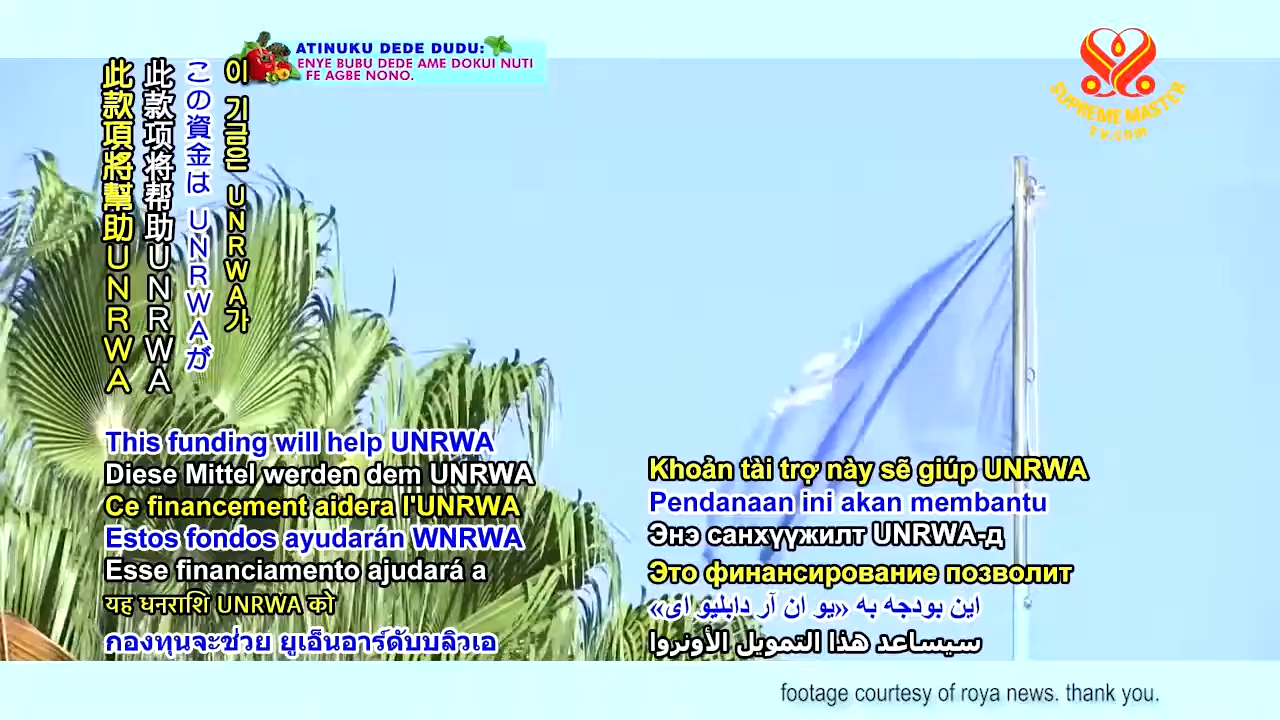 ATINUKU DEDE DUDU:
ENYE BUBU DEDE AME DOKUI NUTI
FE AGBE NONO.
SUPREME MASTER
TV.com
이 기금은 UNRWA가
この資金は UNRWAが
此款项将帮助UNRWA
此款項將幫助UNRWA
This funding will help UNRWA
Diese Mittel werden dem UNRWA
Ce financement aidera l'UNRWA
Estos fondos ayudarán WNRWA
Esse financiamento ajudará a
यह धनराशि UNRWA को
กองทุนจะช่วย ยูเอ็นอาร์ดับบลิวเอ
Khoản tài trợ này sẽ giúp UNRWA
Pendanaan ini akan membantu
Энэ санхүүжилт UNRWA-д
Это финансирование позволит
این بودجه به «یو ان آر دابلیو ای»
سيساعد هذا التمويل الأونروا
footage courtesy of roya news. thank you.